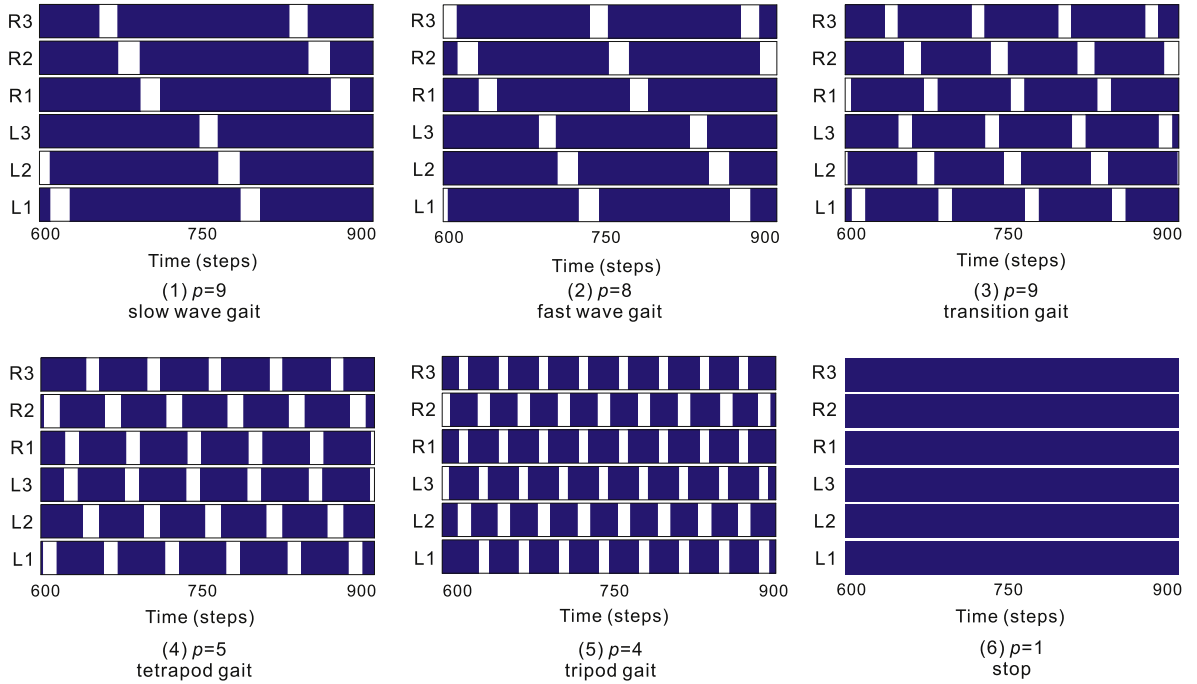 R3
R2
R1
L3
L2
L1
600 750 900
Time (steps)
(1) p=9
slow wave gait
R3
R2
R1
L3
L2
L1
600 750 900
Time (steps)
(2) p=8
fast wave gait
R3
R2
R1
L3
L2
L1
600 750 900
Time (steps)
(3) p=9
transition gait
R3
R2
R1
L3
L2
L1
600 750 900
Time (steps)
(4) p=5
tetrapod gait
R3
R2
R1
L3
L2
L1
600 750 900
Time (steps)
(5) p=4
tripod gait
R3
R2
R1
L3
L2
L1
600 750 900
Time (steps)
(6) p=1
stop